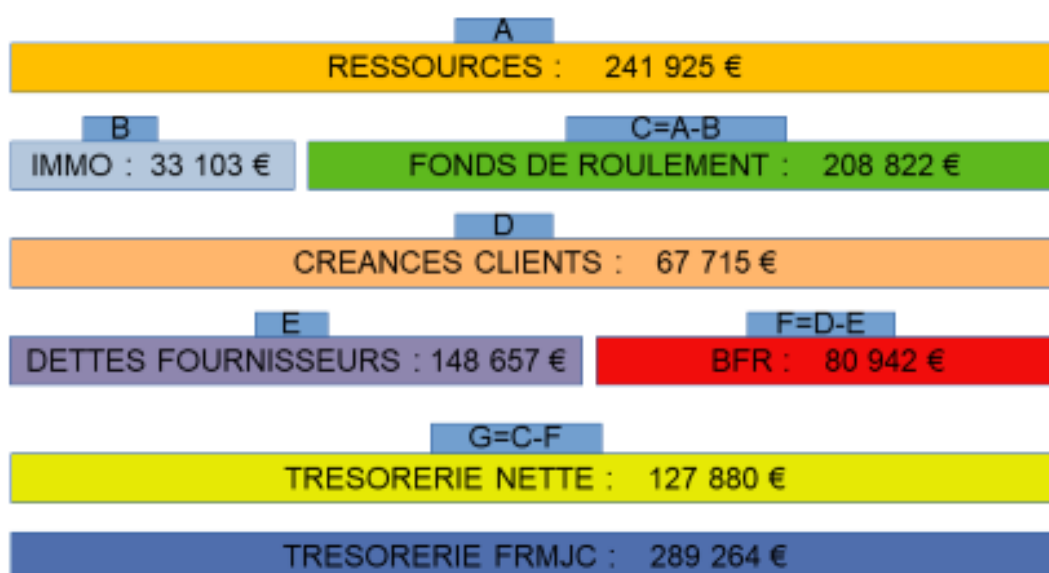 A
RESSOURCES : 241 925 €
B
C=A-B
IMMO : 33 103 €
FONDS DE ROULEMENT : 208 822 €
D
CREANCES CLIENTS : 67 715 €
E
F=D-E
DETTES FOURNISSEURS : 148 657 €
BFR : 80 942 €
G=C-F
TRESORERIE NETTE : 127 880 €
TRESORERIE FRMJC : 289 264 €